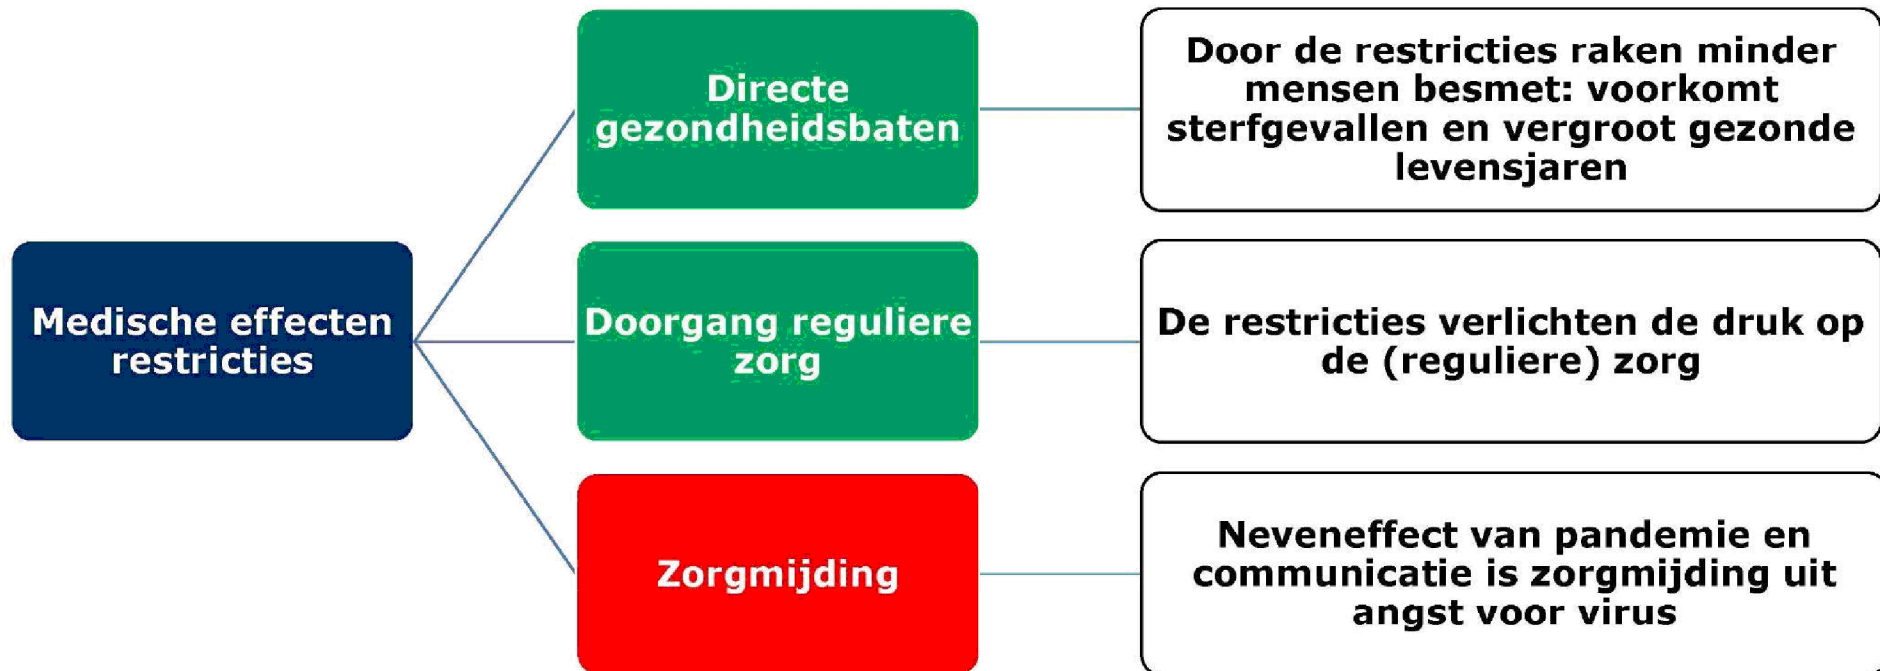 Medische effecten
restricties
Directe
gezondheidsbaten
Door de restricties raken minder
mensen besmet: voorkomt
sterfgevallen en vergroot gezonde
levensjaren
Doorgang reguliere
zorg
De restricties verlichten de druk op
de (reguliere) zorg
Zorgmijding
Neveneffect van pandemie en
communicatie is zorgmijding uit
angst voor virus